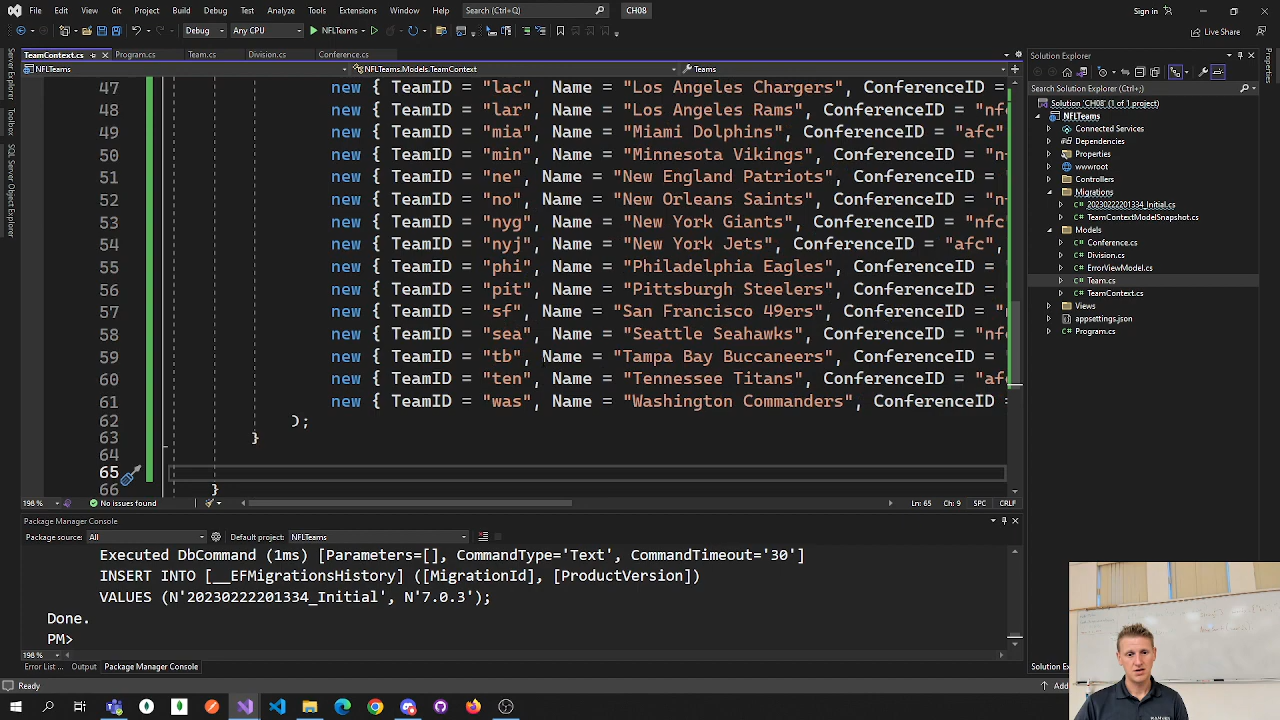 File Edit View Git Project Build Debug Test Analyze Tools Extensions Window Help Search (Ctrl+Q) CH08 Sign in
Debug Any CPU NFLTeams Live Share
TeamContext.cs Program.cs Team.cs Division.cs Conference.cs
NFLTeams NFLTeams.Models.TeamContext Teams
47 new { TeamID = "lac", Name = "Los Angeles Chargers", ConferenceID =
48 new { TeamID = "lar", Name = "Los Angeles Rams", ConferenceID = "nfc
49 new { TeamID = "mia", Name = "Miami Dolphins", ConferenceID = "afc",
50 new { TeamID = "min", Name = "Minnesota Vikings", ConferenceID = "n
51 new { TeamID = "ne", Name = "New England Patriots", ConferenceID =
52 new { TeamID = "no", Name = "New Orleans Saints", ConferenceID = "n
53 new { TeamID = "nyg", Name = "New York Giants", ConferenceID = "nfc
54 new { TeamID = "nyj", Name = "New York Jets", ConferenceID = "afc",
55 new { TeamID = "phi", Name = "Philadelphia Eagles", ConferenceID =
56 new { TeamID = "pit", Name = "Pittsburgh Steelers", ConferenceID =
57 new { TeamID = "sf", Name = "San Francisco 49ers", ConferenceID = "n
58 new { TeamID = "sea", Name = "Seattle Seahawks", ConferenceID = "nf
59 new { TeamID = "tb", Name = "Tampa Bay Buccaneers", ConferenceID =
60 new { TeamID = "ten", Name = "Tennessee Titans", ConferenceID = "af
61 new { TeamID = "was", Name = "Washington Commanders", ConferenceID =
62 );
63 }
64
65
66 }
198 % No issues found Ln: 65 Ch: 9 SPC CRLF
Package Manager Console
Package source: All Default project: NFLTeams
Executed DbCommand (1ms) [Parameters=[], CommandType='Text', CommandTimeout='30']
INSERT INTO [__EFMigrationsHistory] ([MigrationId], [ProductVersion])
VALUES (N'20230222201334_Initial', N'7.0.3');
Done.
PM>
198 %
Error List ... Output Package Manager Console
Ready
Server Explorer
Toolbox
SQL Server Object Explorer
Solution Explorer
Search Solution Explorer (Ctrl+;)
Solution 'CH08' (1 of 1 project)
NFLTeams
Connected Services
Dependencies
Properties
wwwroot
Controllers
Migrations
20230222201334_Initial.cs
TeamContextModelSnapshot.cs
Models
Conference.cs
Division.cs
ErrorViewModel.cs
Team.cs
TeamContext.cs
Views
appsettings.json
Program.cs
Properties
Solution Ex
Add